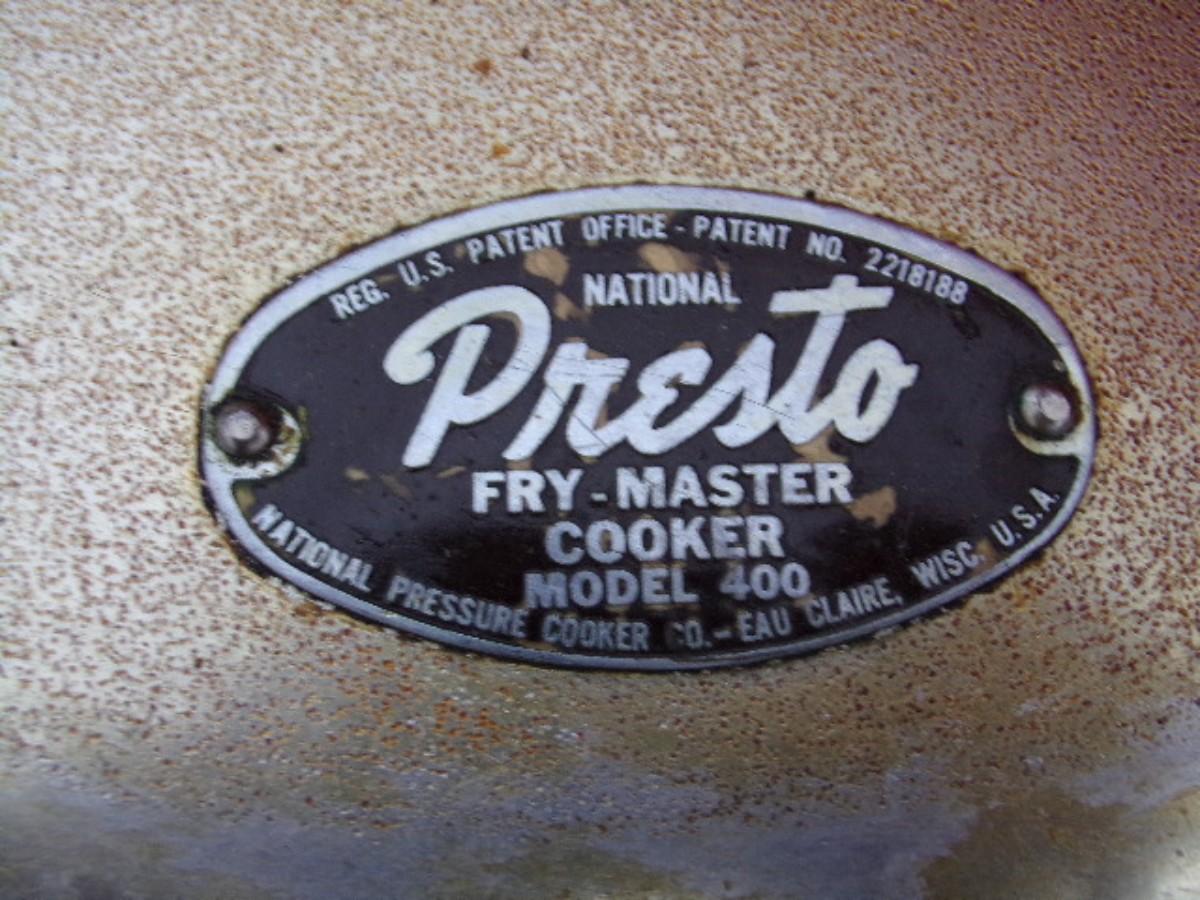 REG. U.S. PATENT OFFICE - PATENT NO. 2218188
NATIONAL
Presto
FRY-MASTER
COOKER
MODEL 400
NATIONAL PRESSURE COOKER CO.-EAU CLAIRE, WISC. U.S.A.